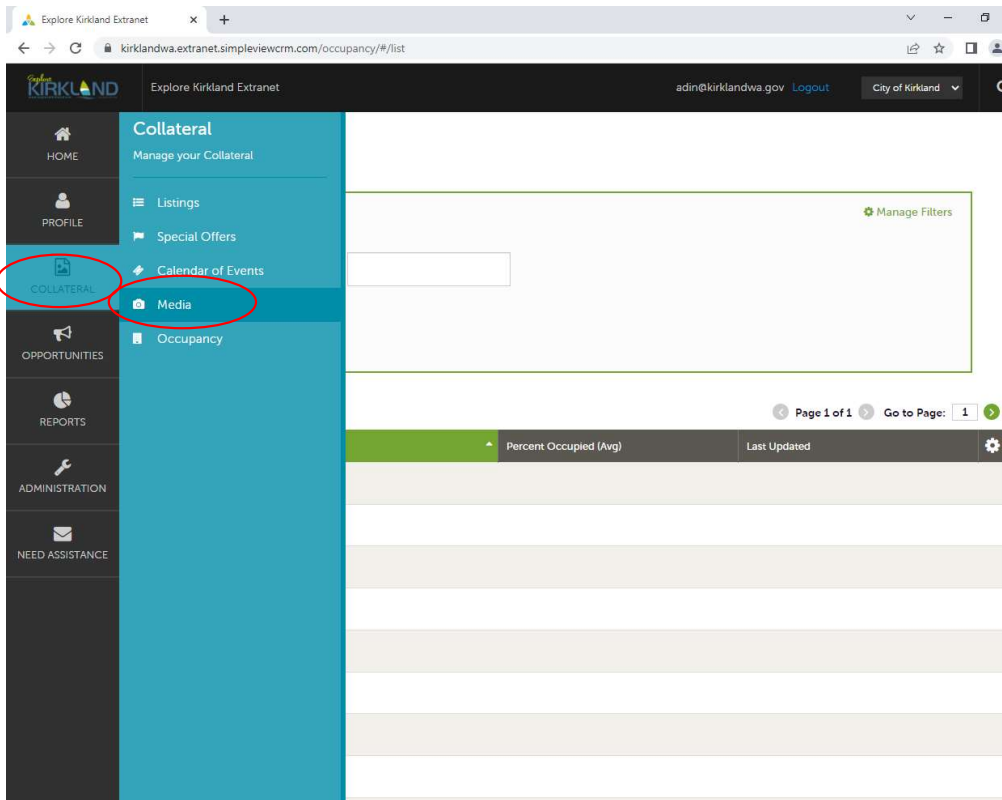 Explore Kirkland Extranet
kirklandwa.extranet.simpleviewcrm.com/occupancy/#/list
Explore
KIRKLAND
Explore Kirkland Extranet
adin@kirklandwa.gov Logout
City of Kirkland
HOME
PROFILE
COLLATERAL
OPPORTUNITIES
REPORTS
ADMINISTRATION
NEED ASSISTANCE
Collateral
Manage your Collateral
Listings
Special Offers
Calendar of Events
Media
Occupancy
Manage Filters
Page 1 of 1 Go to Page: 1
Percent Occupied (Avg) Last Updated